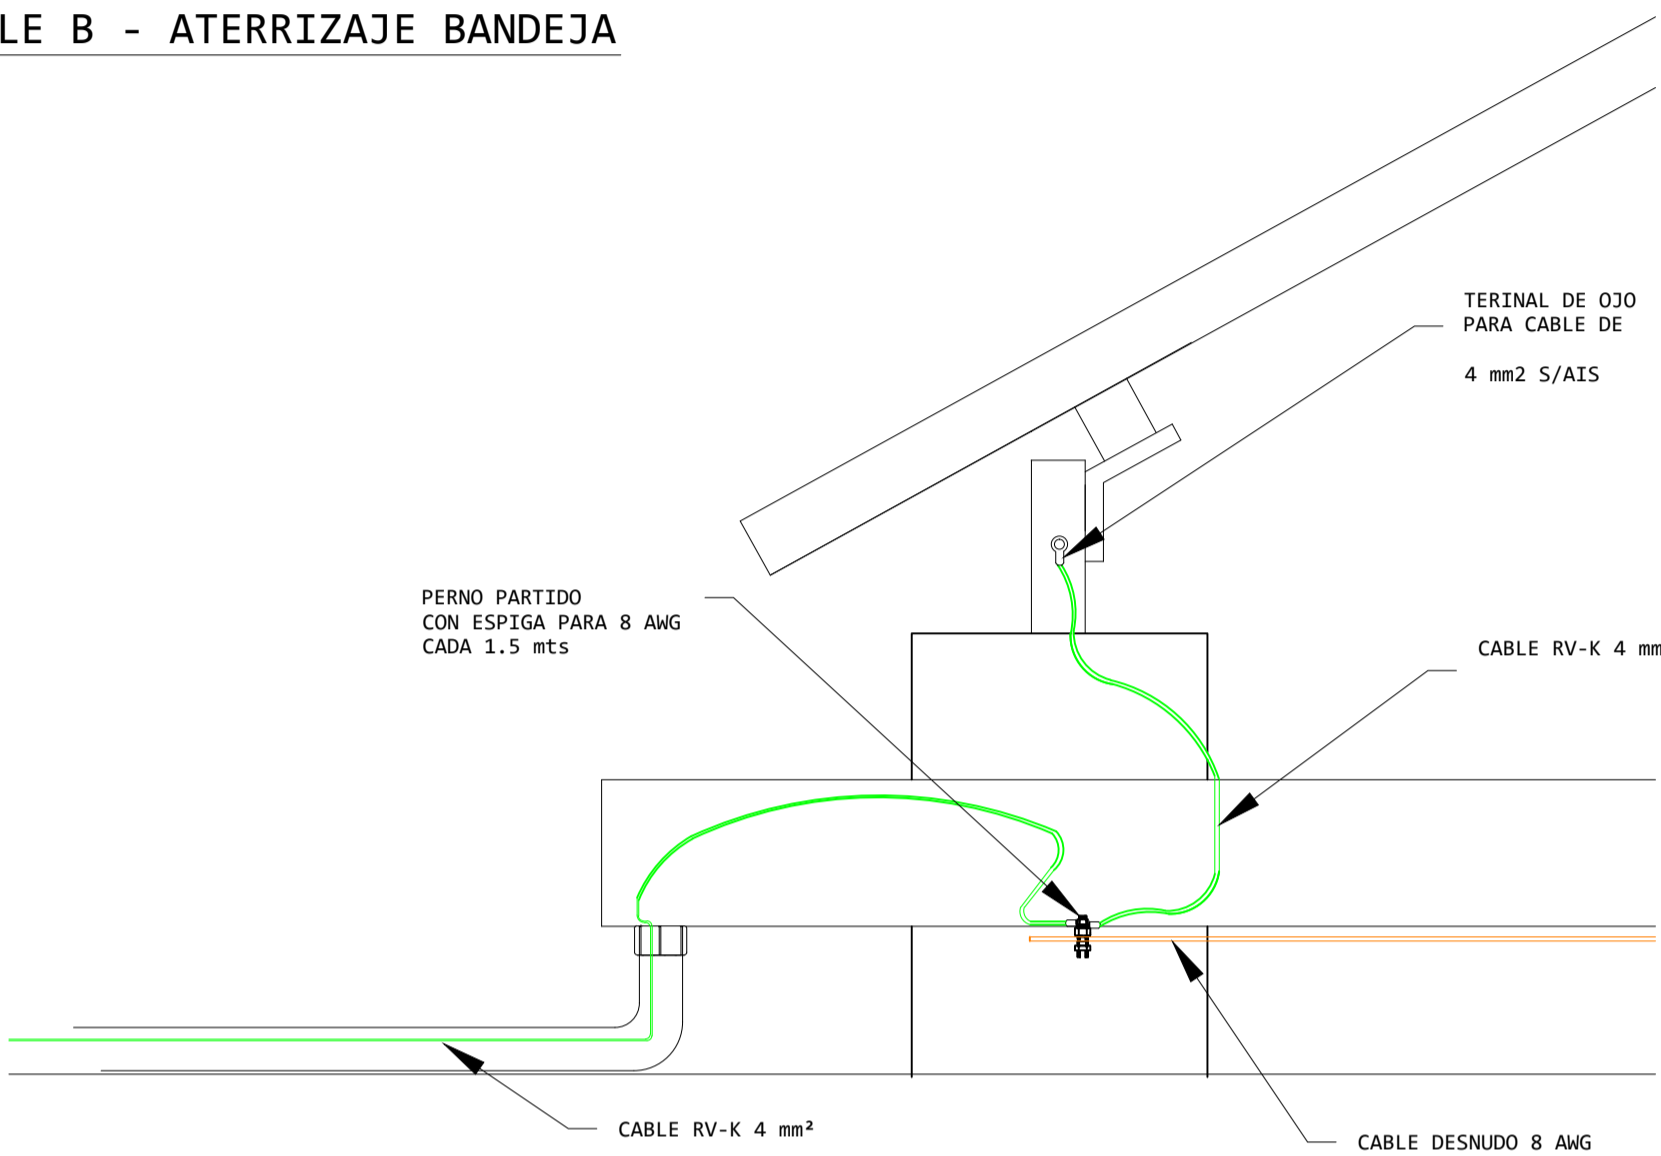 LE B - ATERRIZAJE BANDEJA
TERINAL DE OJO
PARA CABLE DE
4 mm2 S/AIS
PERNO PARTIDO
CON ESPIGA PARA 8 AWG
CADA 1.5 mts
CABLE RV-K 4 mm
CABLE RV-K 4 mm²
CABLE DESNUDO 8 AWG